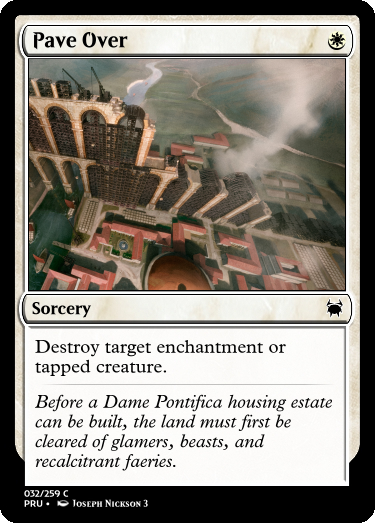 Pave Over
Sorcery
Destroy target enchantment or
tapped creature.
Before a Dame Pontifica housing estate
can be built, the land must first be
cleared of glamers, beasts, and
recalcitrant faeries.
032/259 C
PRU • Joseph Nickson 3